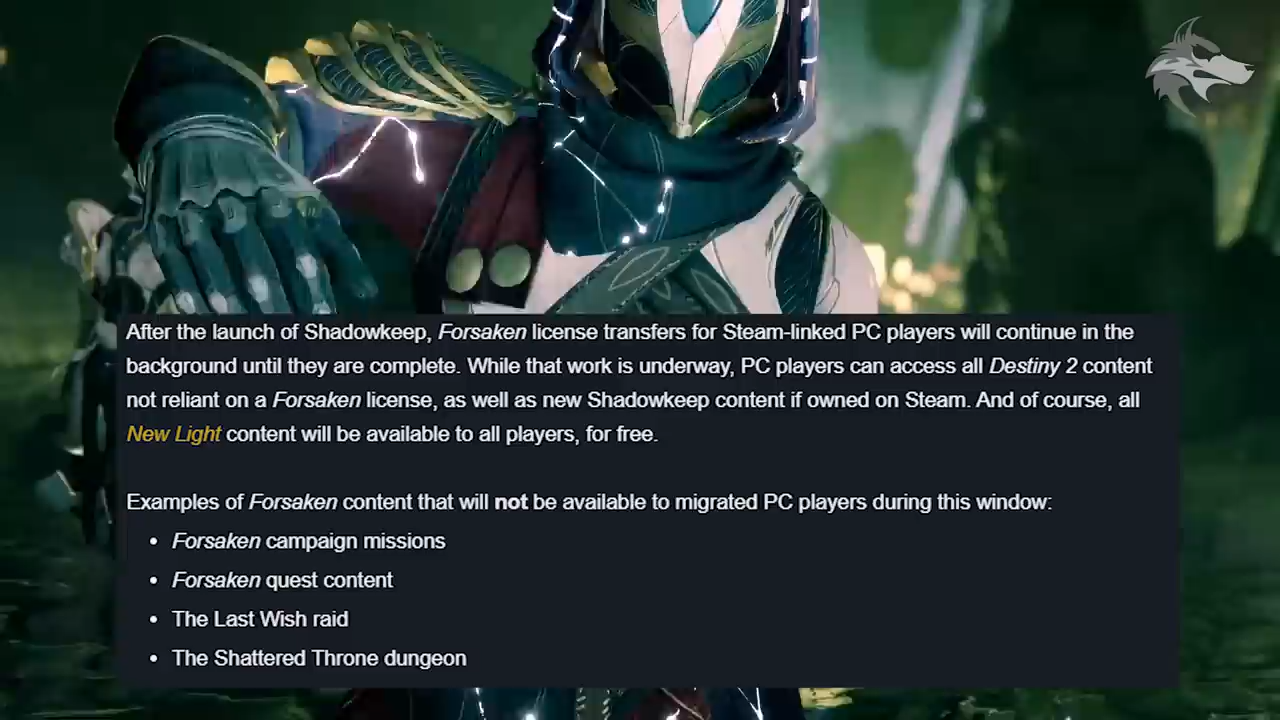 After the launch of Shadowkeep, Forsaken license transfers for Steam-linked PC players will continue in the
background until they are complete. While that work is underway, PC players can access all Destiny 2 content
not reliant on a Forsaken license, as well as new Shadowkeep content if owned on Steam. And of course, all
New Light content will be available to all players, for free.
Examples of Forsaken content that will not be available to migrated PC players during this window:
• Forsaken campaign missions
• Forsaken quest content
• The Last Wish raid
• The Shattered Throne dungeon